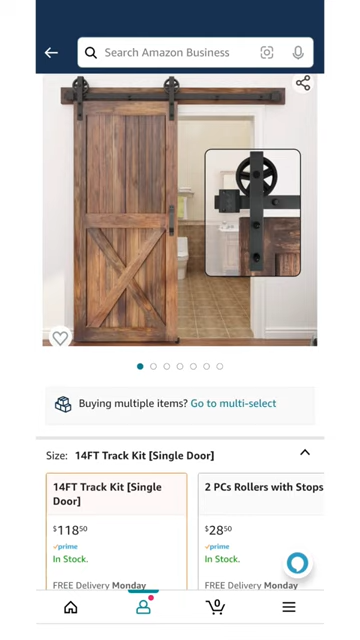 Search Amazon Business
Buying multiple items? Go to multi-select
Size: 14FT Track Kit [Single Door]
14FT Track Kit [Single
Door]
$118.50
prime
In Stock.
FREE Delivery Monday
2 PCs Rollers with Stops
$28.50
prime
In Stock.
FREE Delivery Monday
0